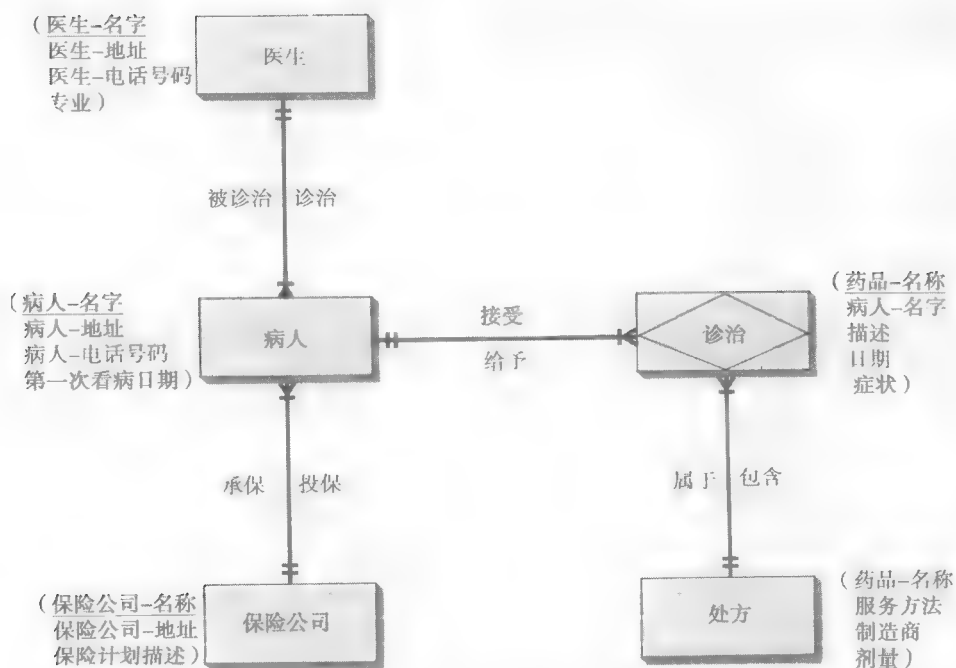 (医生-名字
医生-地址
医生-电话号码
专业)
医生
被诊治 诊治
(病人-名字
病人-地址
病人-电话号码
第一次看病日期)
病人
接受
给予
诊治
(药品-名称
病人-名字
描述
日期
症状)
承保 投保
属于 包含
(保险公司-名称
保险公司-地址
保险计划描述)
保险公司
处方
(药品-名称
服务方法
制造商
剂量)